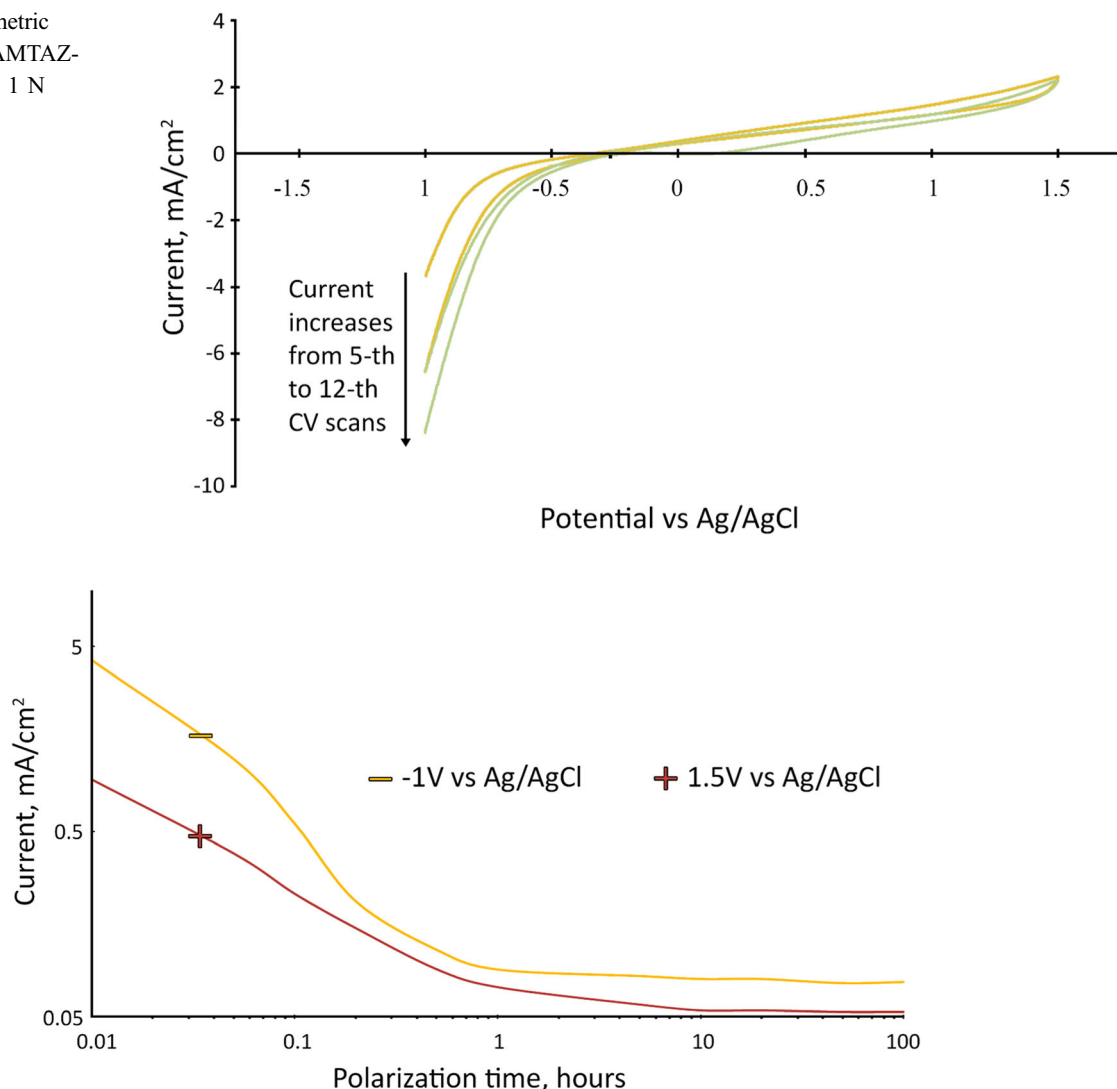 metric
AMTAZ-
1 N
4
2
0
-2
-4
-6
-8
-10
-1.5
1
-0.5
0
0.5
1
1.5
Current, mA/cm²
Current
increases
from 5-th
to 12-th
CV scans
Potential vs Ag/AgCl
5
0.5
0.05
Current, mA/cm²
-1V vs Ag/AgCl
1.5V vs Ag/AgCl
0.01
0.1
1
10
100
Polarization time, hours